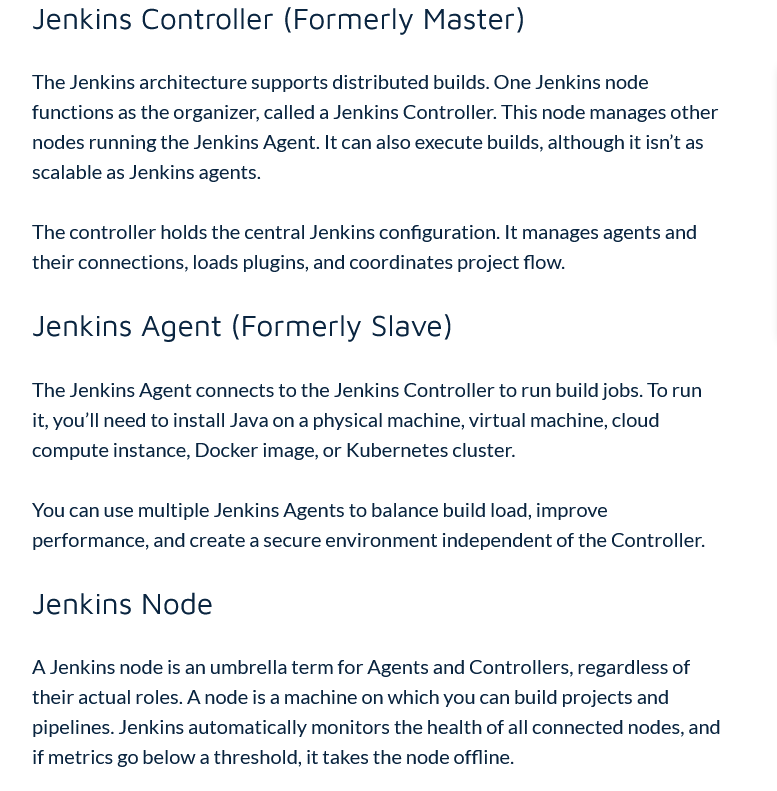 Jenkins Controller (Formerly Master)
The Jenkins architecture supports distributed builds. One Jenkins node
functions as the organizer, called a Jenkins Controller. This node manages other
nodes running the Jenkins Agent. It can also execute builds, although it isn’t as
scalable as Jenkins agents.
The controller holds the central Jenkins configuration. It manages agents and
their connections, loads plugins, and coordinates project flow.
Jenkins Agent (Formerly Slave)
The Jenkins Agent connects to the Jenkins Controller to run build jobs. To run
it, you’ll need to install Java on a physical machine, virtual machine, cloud
compute instance, Docker image, or Kubernetes cluster.
You can use multiple Jenkins Agents to balance build load, improve
performance, and create a secure environment independent of the Controller.
Jenkins Node
A Jenkins node is an umbrella term for Agents and Controllers, regardless of
their actual roles. A node is a machine on which you can build projects and
pipelines. Jenkins automatically monitors the health of all connected nodes, and
if metrics go below a threshold, it takes the node offline.